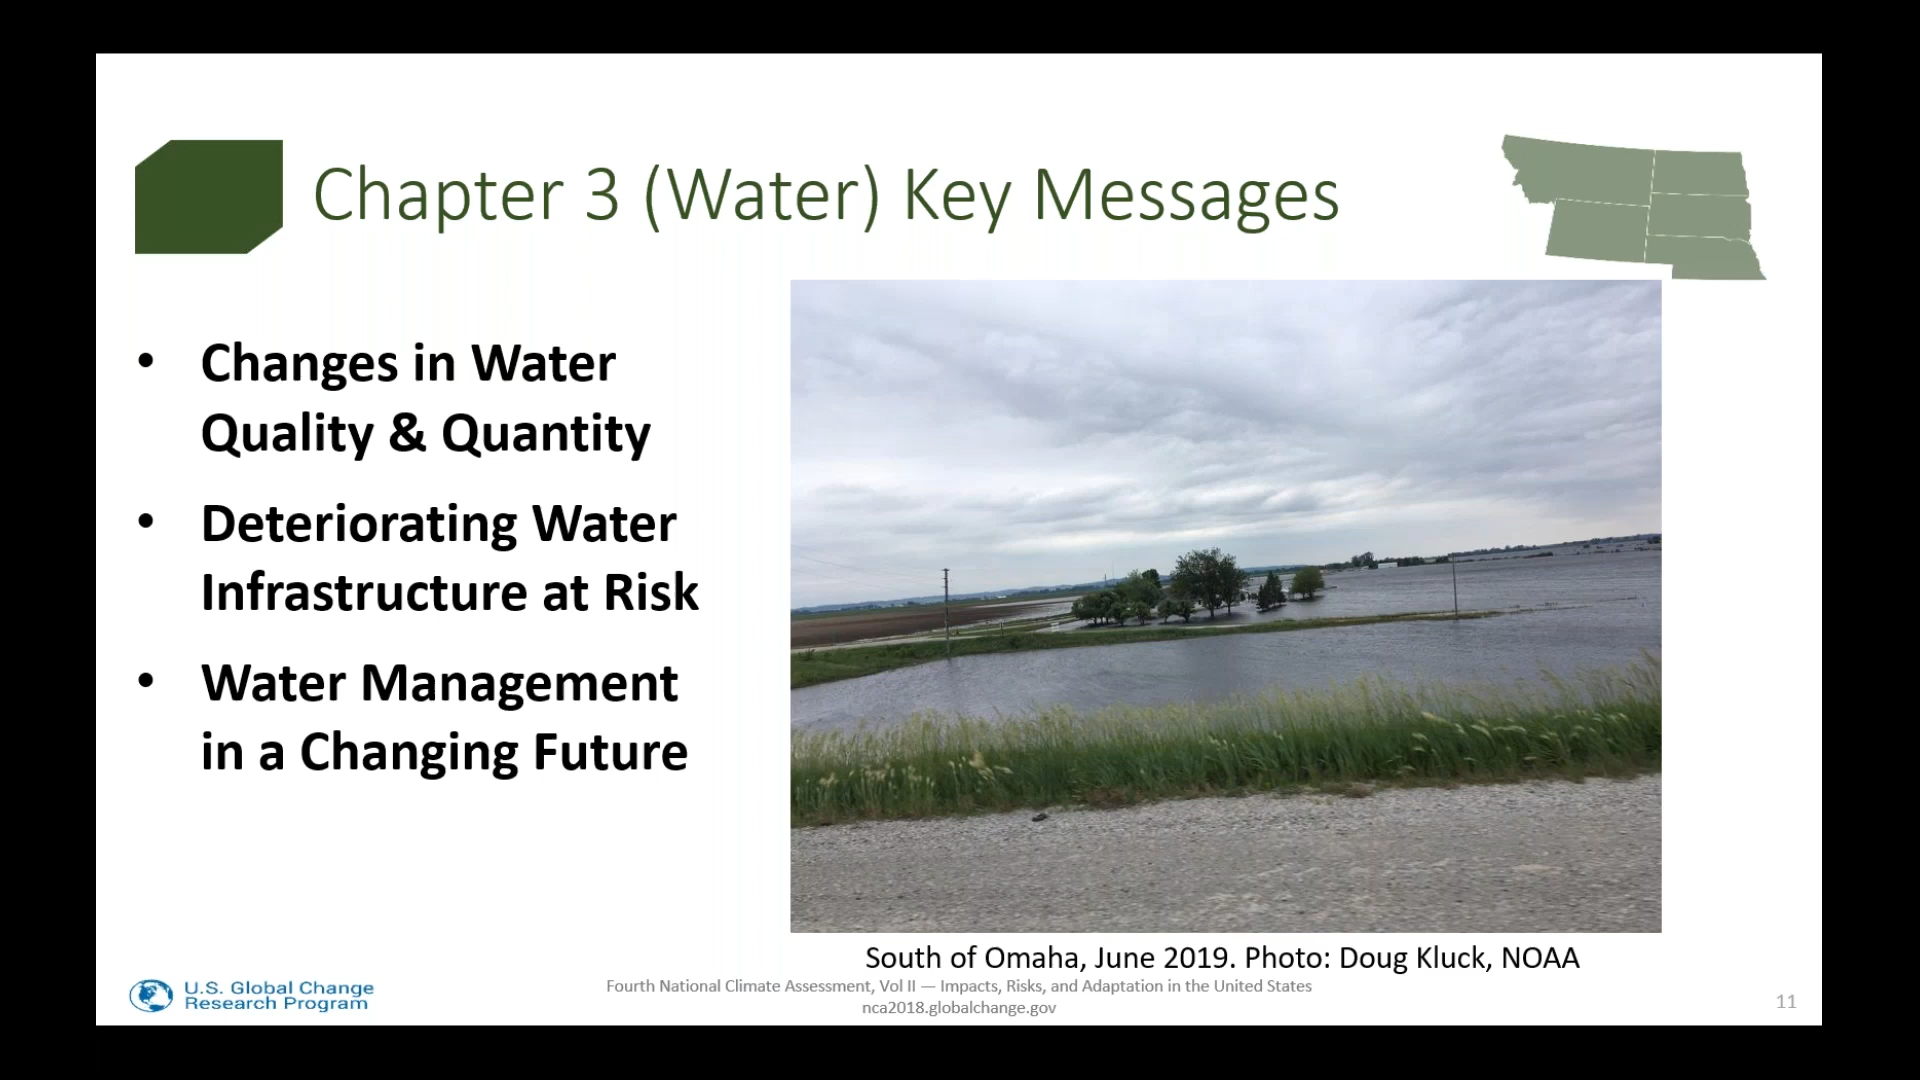 Chapter 3 (Water) Key Messages
• Changes in Water
Quality & Quantity
• Deteriorating Water
Infrastructure at Risk
• Water Management
in a Changing Future
South of Omaha, June 2019. Photo: Doug Kluck, NOAA
U.S. Global Change
Research Program
Fourth National Climate Assessment, Vol II — Impacts, Risks, and Adaptation in the United States
nca2018.globalchange.gov
11